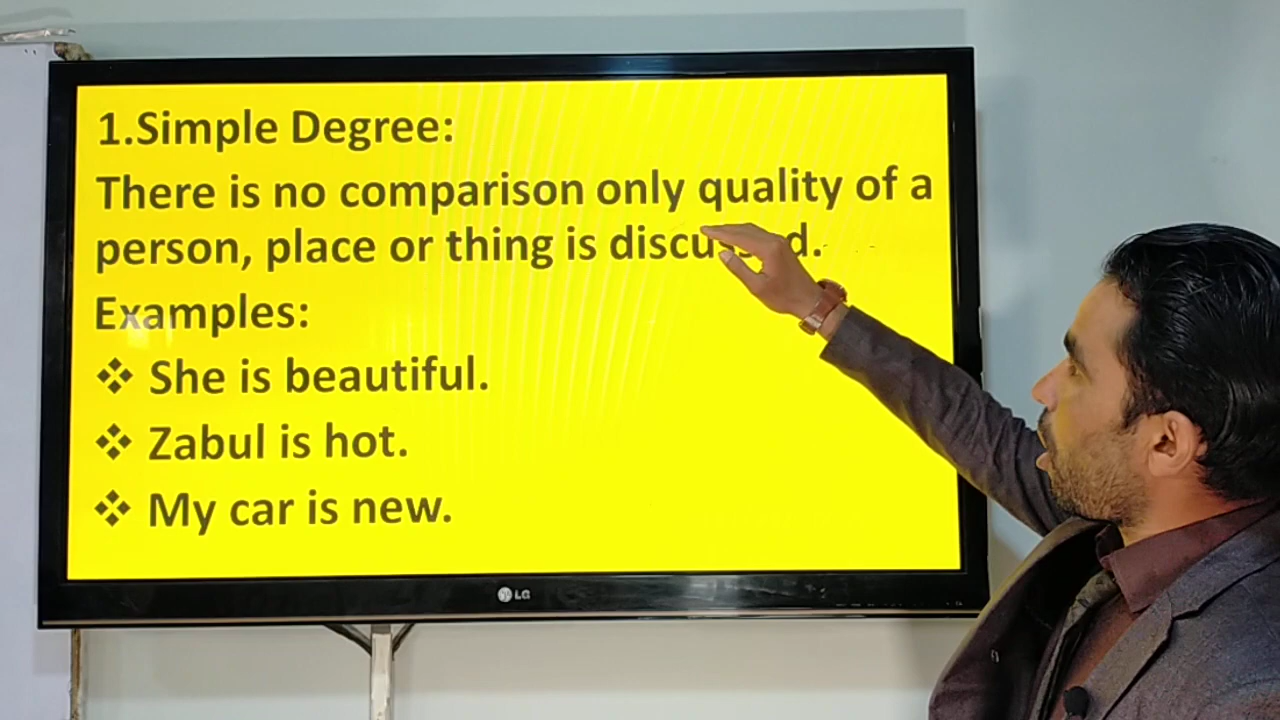 1.Simple Degree:
There is no comparison only quality of a
person, place or thing is discussed.
Examples:
❖ She is beautiful.
❖ Zabul is hot.
❖ My car is new.
LG